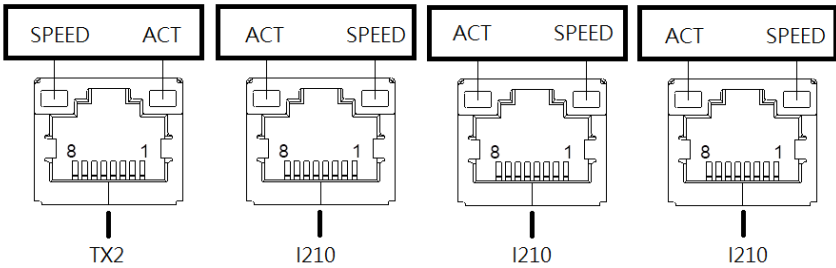 SPEED ACT ACT SPEED ACT SPEED ACT SPEED
8 1 8 1 8 1 8 1
TX2 I210 I210 I210